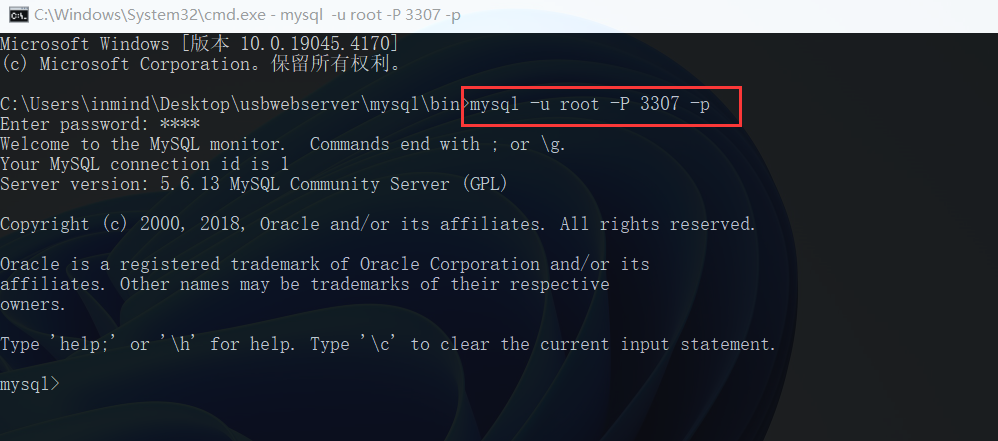 C:\Windows\System32\cmd.exe - mysql  -u root -P 3307 -p
Microsoft Windows [版本 10.0.19045.4170]
(c) Microsoft Corporation。保留所有权利。
C:\Users\inmind\Desktop\usbwebserver\mysql\bin>mysql -u root -P 3307 -p
Enter password: ****
Welcome to the MySQL monitor.  Commands end with ; or \g.
Your MySQL connection id is 1
Server version: 5.6.13 MySQL Community Server (GPL)
Copyright (c) 2000, 2018, Oracle and/or its affiliates. All rights reserved.
Oracle is a registered trademark of Oracle Corporation and/or its
affiliates. Other names may be trademarks of their respective
owners.
Type 'help;' or '\h' for help. Type '\c' to clear the current input statement.
mysql>